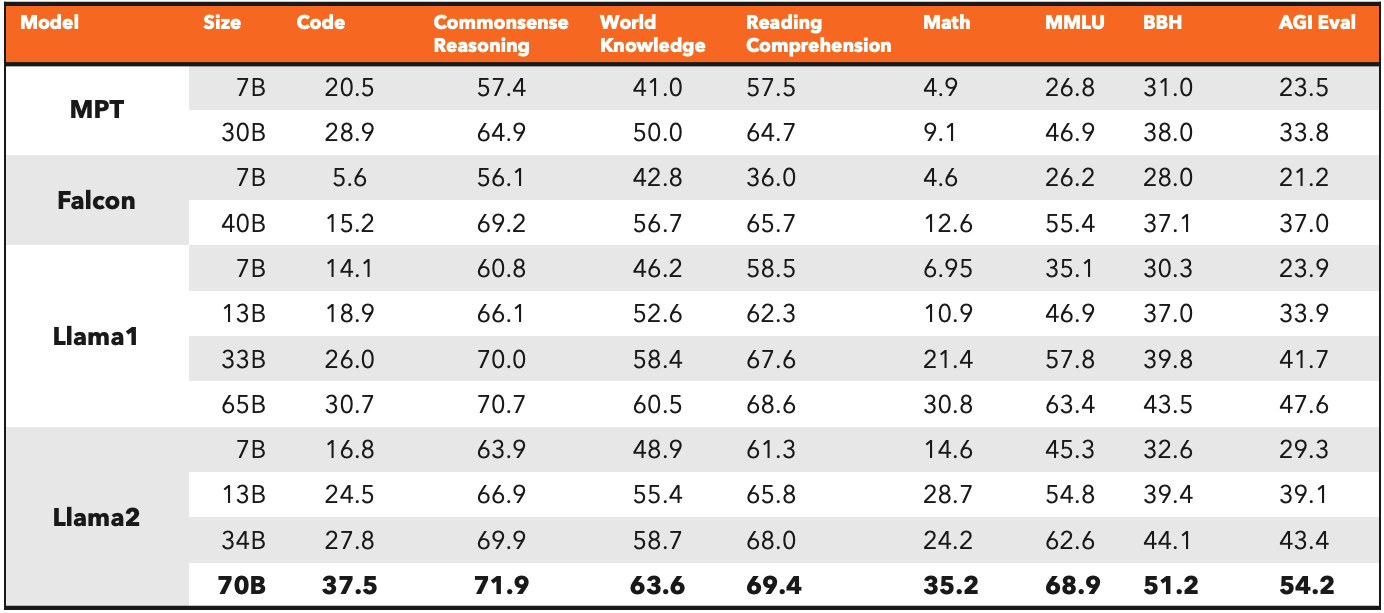 Model Size Code Commonsense Reasoning World Knowledge Reading Comprehension Math MMLU BBH AGI Eval
MPT
7B 20.5 57.4 41.0 57.5 4.9 26.8 31.0 23.5
30B 28.9 64.9 50.0 64.7 9.1 46.9 38.0 33.8
Falcon
7B 5.6 56.1 42.8 36.0 4.6 26.2 28.0 21.2
40B 15.2 69.2 56.7 65.7 12.6 55.4 37.1 37.0
Llama1
7B 14.1 60.8 46.2 58.5 6.95 35.1 30.3 23.9
13B 18.9 66.1 52.6 62.3 10.9 46.9 37.0 33.9
33B 26.0 70.0 58.4 67.6 21.4 57.8 39.8 41.7
65B 30.7 70.7 60.5 68.6 30.8 63.4 43.5 47.6
Llama2
7B 16.8 63.9 48.9 61.3 14.6 45.3 32.6 29.3
13B 24.5 66.9 55.4 65.8 28.7 54.8 39.4 39.1
34B 27.8 69.9 58.7 68.0 24.2 62.6 44.1 43.4
70B 37.5 71.9 63.6 69.4 35.2 68.9 51.2 54.2